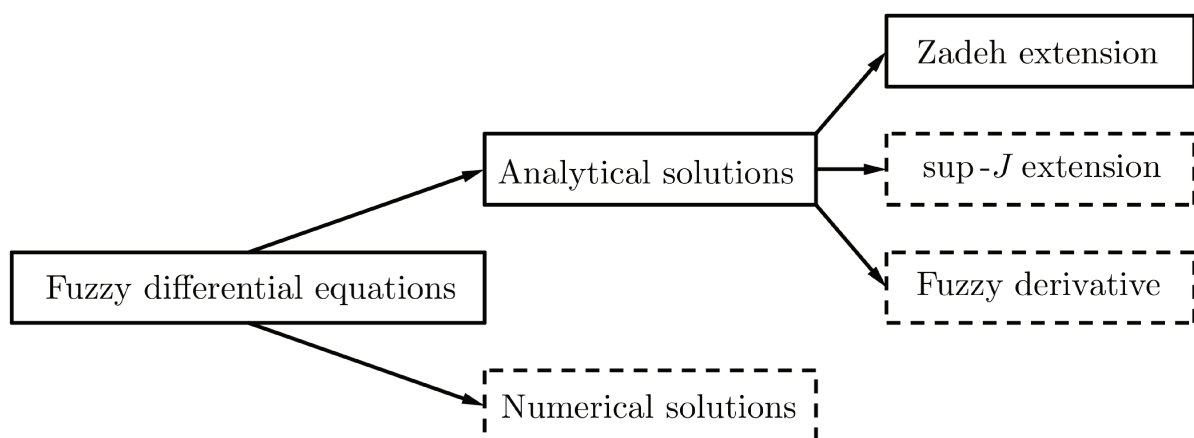 Zadeh extension
sup-J extension
Analytical solutions
Fuzzy derivative
Fuzzy differential equations
Numerical solutions